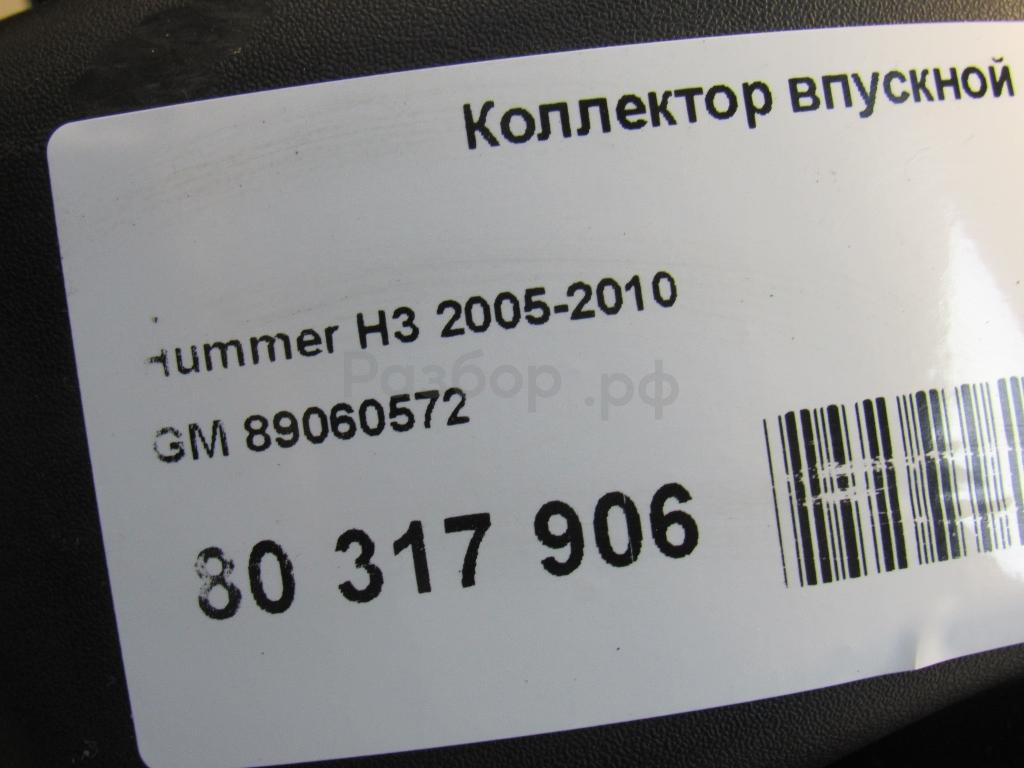 Коллектор впускной
Hummer H3 2005-2010
Разбор.рф
GM 89060572
80 317 906